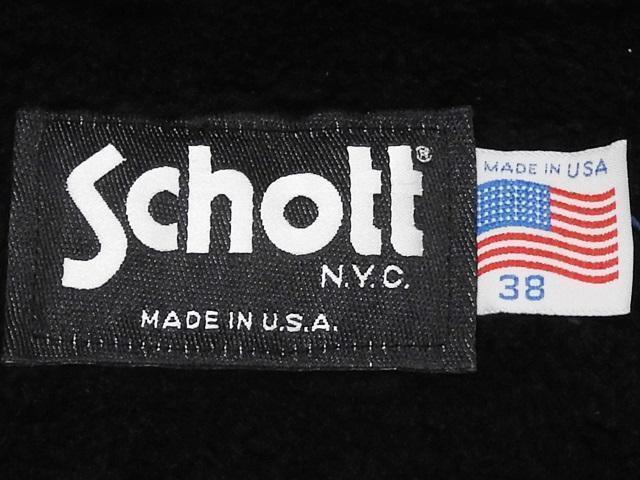 Schott®
N.Y.C.
MADE IN U.S.A.
MADE IN USA
38